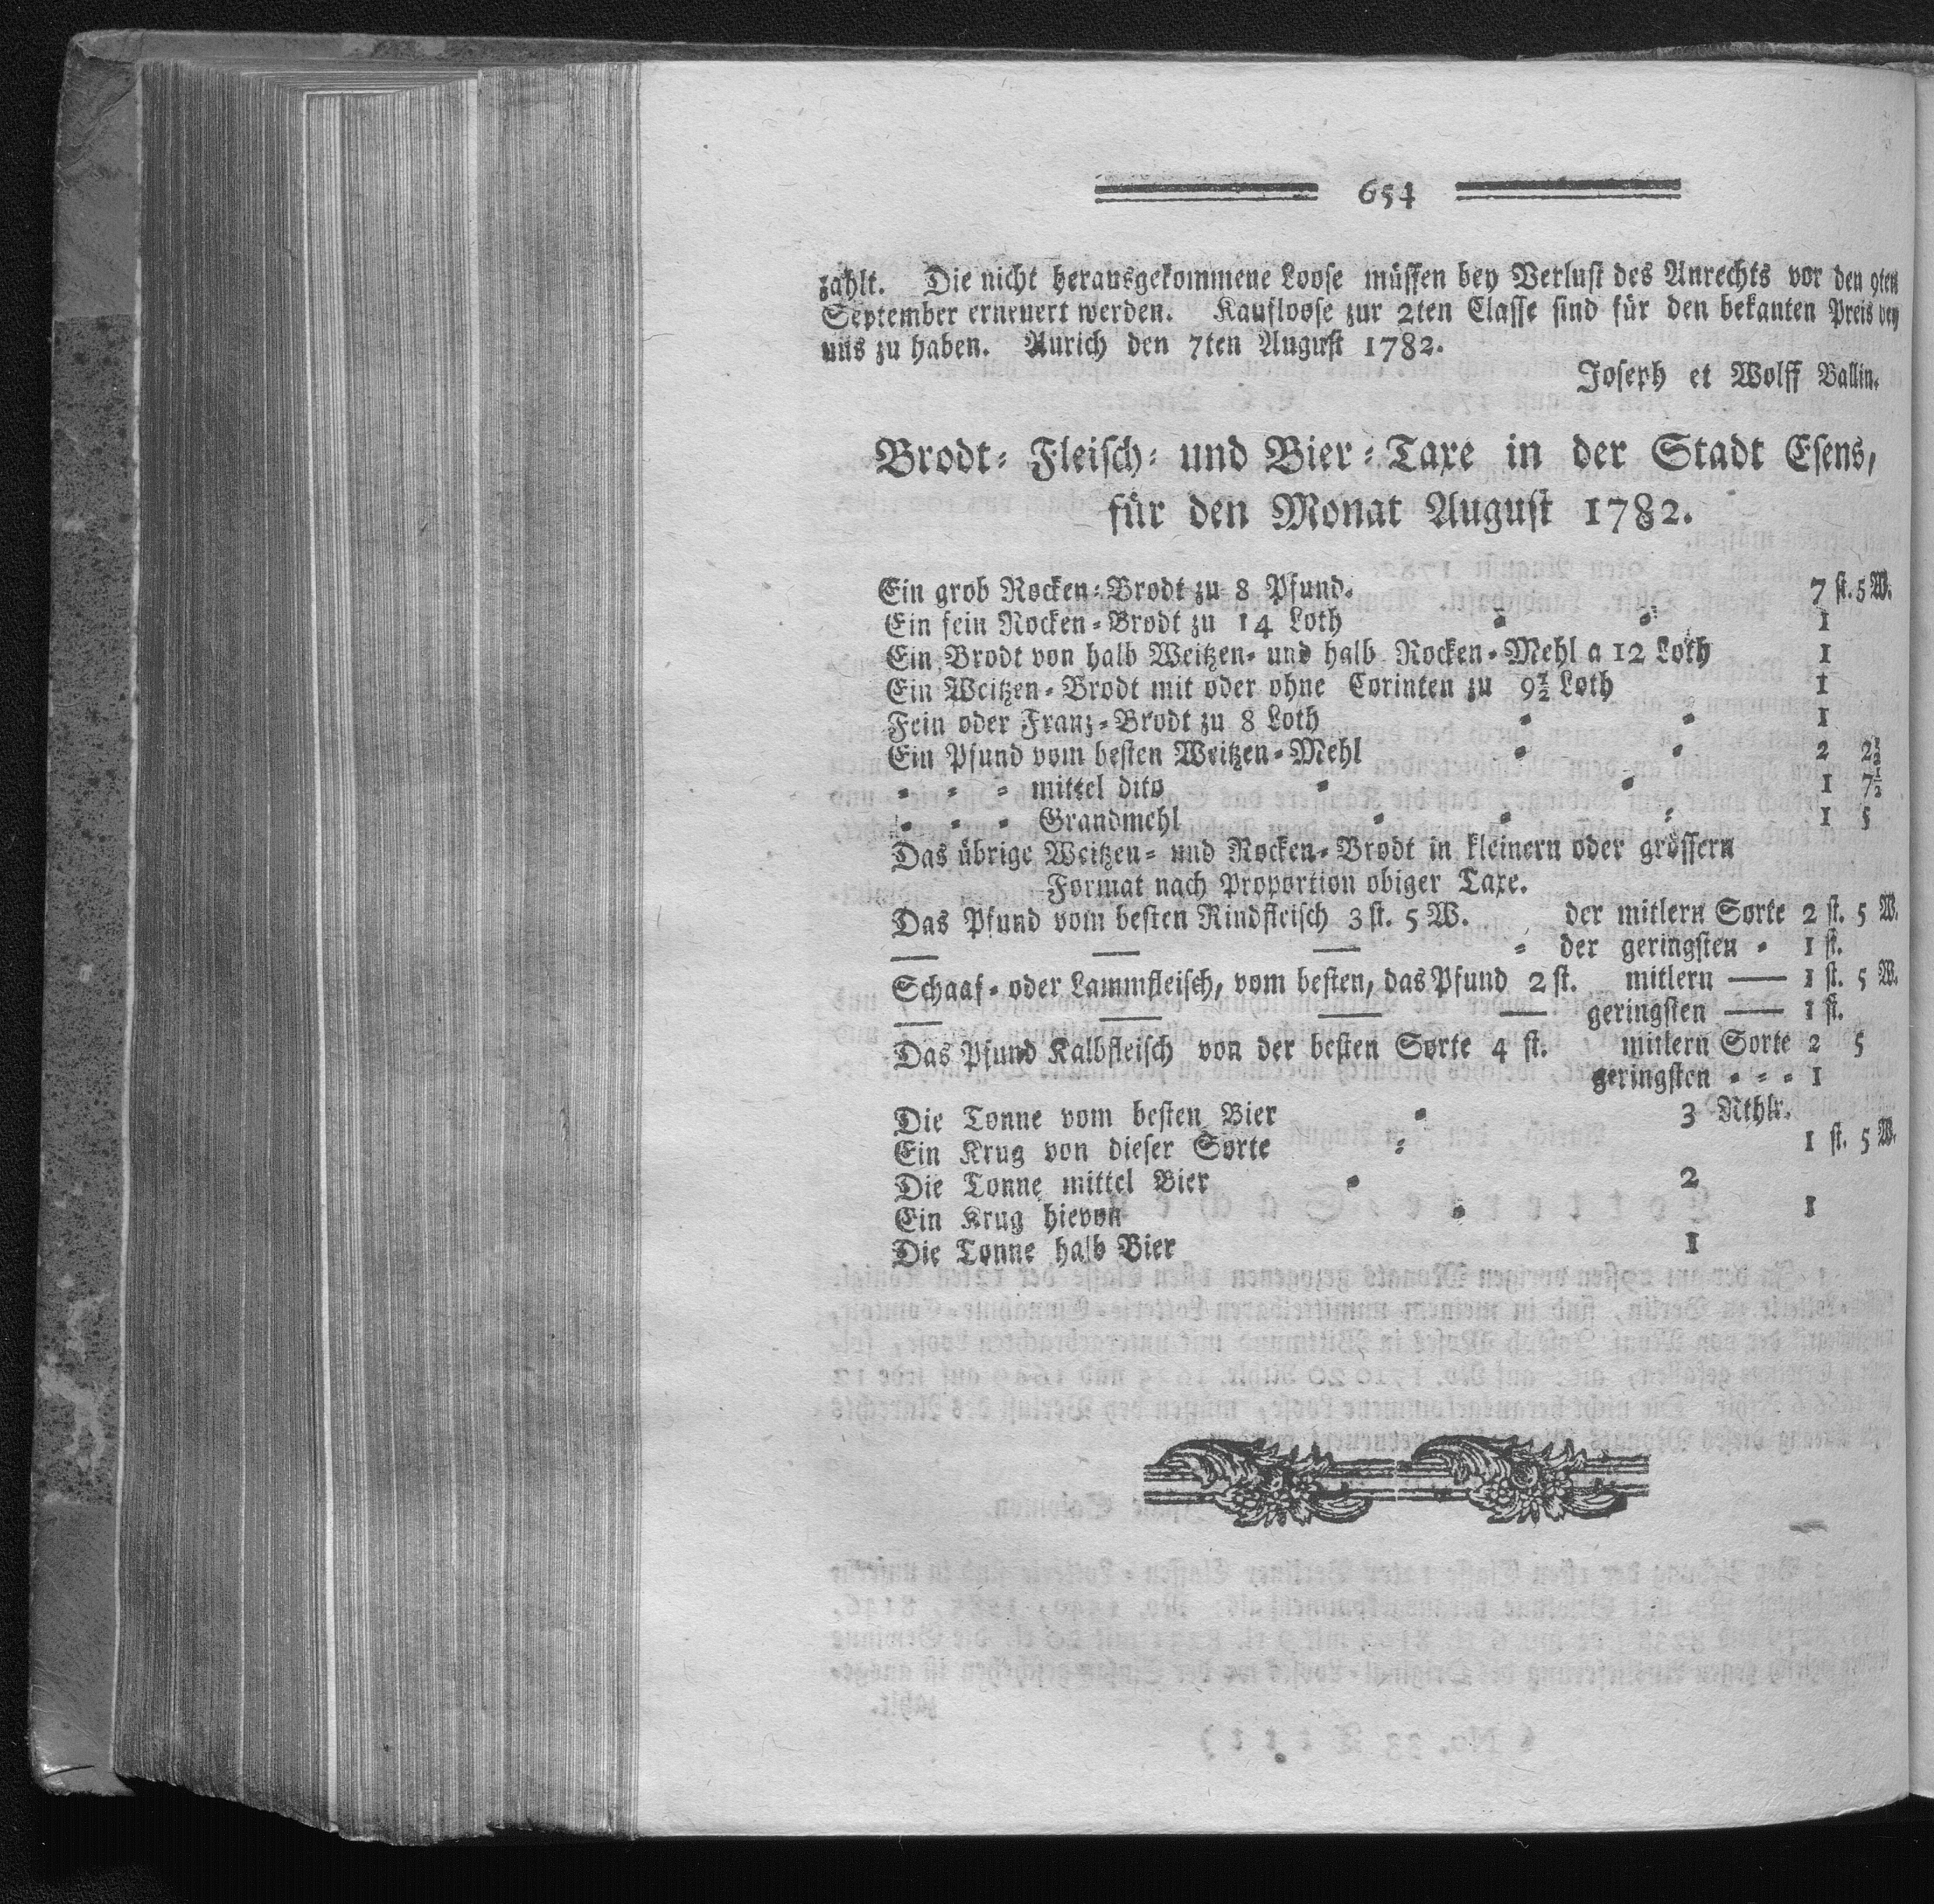 654
zahlt. Die nicht herausgekommene Loose müssen bey Verlust des Anrechts vor den 9ten
September erneuert werden. Kaufloose zur 2ten Classe sind für den bekanten Preis bey
uns zu haben. Aurich den 7ten August 1782.
Joseph et Wolff Ballin.
Brodt- Fleisch- und Bier-Taxe in der Stadt Esens,
für den Monat August 1782.
Ein grob Rocken-Brodt zu 8 Pfund. 7 st. 5 W.
Ein fein Rocken-Brodt zu 14 Loth 1
Ein Brodt von halb Weitzen- und halb Rocken-Mehl a 12 Loth 1
Ein Weitzen-Brodt mit oder ohne Corinten zu 9½ Loth 1
Fein oder Franz-Brodt zu 8 Loth 1
Ein Pfund vom besten Weitzen-Mehl 2 2½
- - - mittel dito 1 7½
- - - Grandmehl 1 5
Das übrige Weitzen- und Rocken-Brodt in kleinern oder grössern
Format nach Proportion obiger Taxe.
Das Pfund vom besten Rindfleisch 3 st. 5 W. der mitlern Sorte 2 st. 5 W.
— — — - der geringsten - 1 st.
Schaaf- oder Lammfleisch, vom besten, das Pfund 2 st. mitlern — 1 st. 5 W.
— — — — geringsten — 1 st.
Das Pfund Kalbfleisch von der besten Sorte 4 st. mitlern Sorte 2 5
geringsten - - - 1
Die Tonne vom besten Bier - 3 Rthlr.
Ein Krug von dieser Sorte - 1 st. 5 W.
Die Tonne mittel Bier - 2
Ein Krug hievon - 1
Die Tonne halb Bier 1